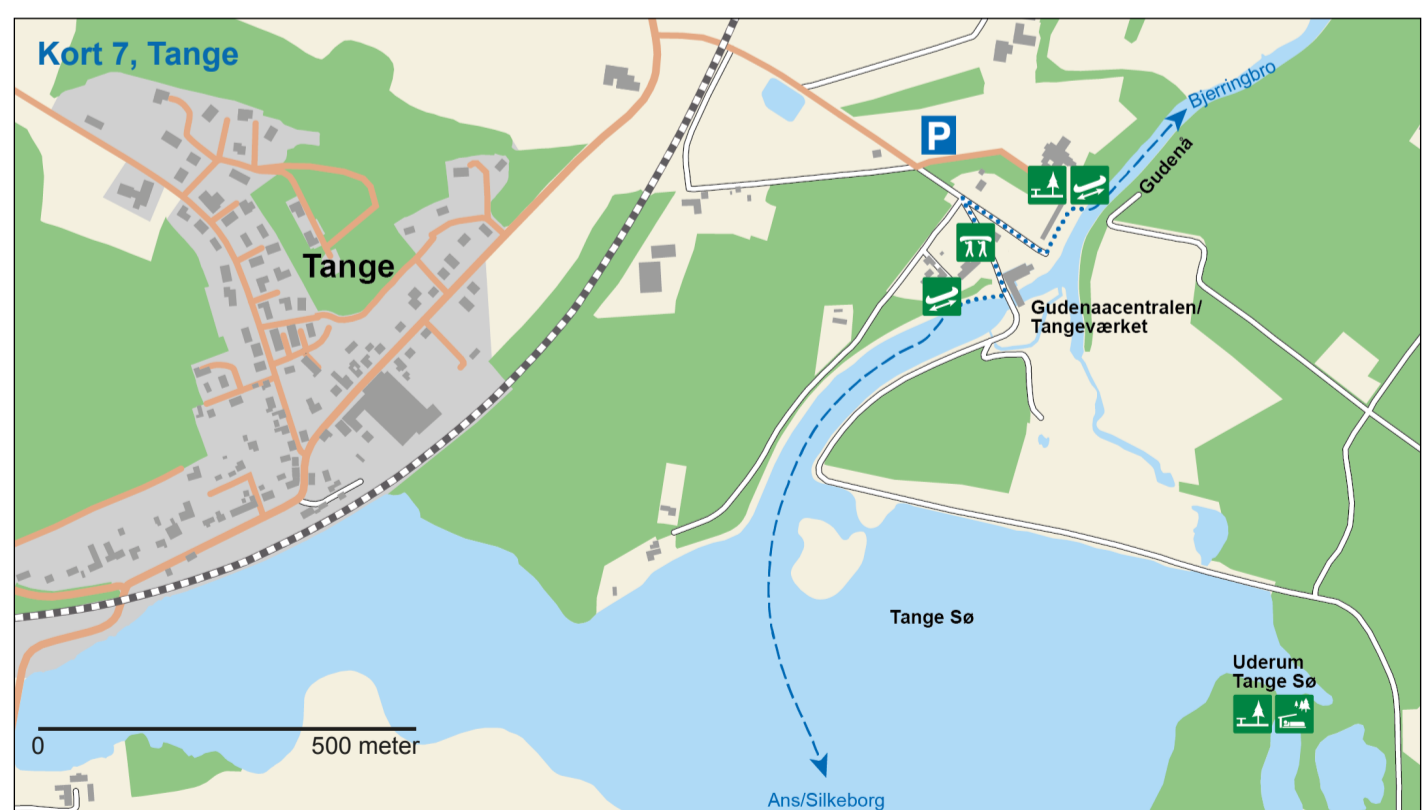 Kort 7, Tange
Bjerringbro
P
Gudenå
Tange
Gudenaacentralen/
Tangeværket
Tange Sø
Uderum
Tange Sø
0
500 meter
Ans/Silkeborg